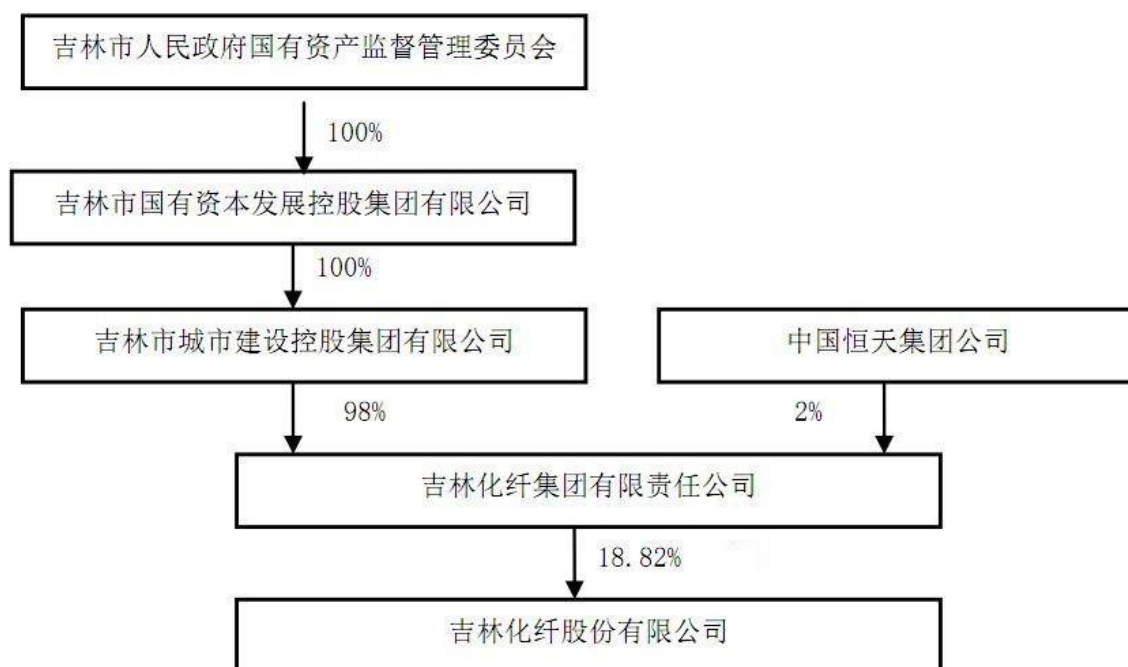 吉林市人民政府国有资产监督管理委员会
100%
吉林市国有资本发展控股集团有限公司
100%
吉林市城市建设控股集团有限公司
中国恒天集团公司
98%
2%
吉林化纤集团有限责任公司
18.82%
吉林化纤股份有限公司